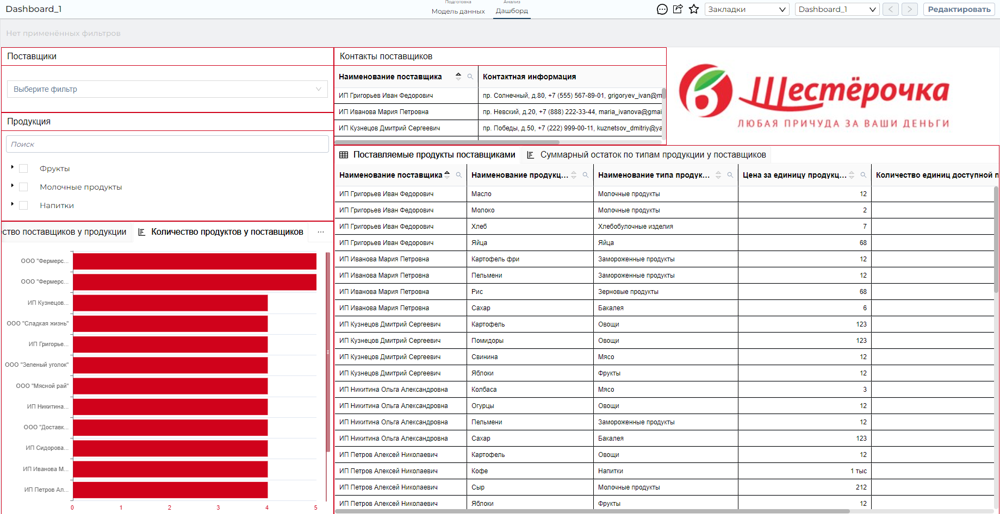 Dashboard_1
Подготовка
Модель данных
Анализ
Дашборд
Закладки
Dashboard_1
Редактировать
Нет применённых фильтров
Поставщики
Выберите фильтр
Продукция
Поиск
Фрукты
Молочные продукты
Напитки
ство поставщиков у продукции
Количество продуктов у поставщиков
...
ООО "Фермерс...
ООО "Фермерс...
ИП Кузнецов...
ООО "Сладкая жизнь"
ИП Григорье...
ООО "Зеленый уголок"
ООО "Мясной рай"
ИП Никитина...
ООО "Доставк...
ИП Сидорова...
ИП Иванова М...
ИП Петров Ал...
0 1 2 3 4 5
Контакты поставщиков
Наименование поставщика Контактная информация
ИП Григорьев Иван Федорович пр. Солнечный, д.80, +7 (555) 567-89-01, grigoryev_ivan@m
ИП Иванова Мария Петровна пр. Невский, д.20, +7 (888) 222-33-44, maria_ivanova@gmai
ИП Кузнецов Дмитрий Сергеевич пр. Победы, д.50, +7 (222) 999-00-11, kuznetsov_dmitriy@ya
Шестёрочка
ЛЮБАЯ ПРИЧУДА ЗА ВАШИ ДЕНЬГИ
Поставляемые продукты поставщиками
Суммарный остаток по типам продукции у поставщиков
Наименование поставщика Наименование продукц... Наименование типа продук... Цена за единицу продукц... Количество единиц доступной п
ИП Григорьев Иван Федорович Масло Молочные продукты 12
ИП Григорьев Иван Федорович Молоко Молочные продукты 2
ИП Григорьев Иван Федорович Хлеб Хлебобулочные изделия 7
ИП Григорьев Иван Федорович Яйца Яйца 68
ИП Иванова Мария Петровна Картофель фри Замороженные продукты 12
ИП Иванова Мария Петровна Пельмени Замороженные продукты 12
ИП Иванова Мария Петровна Рис Зерновые продукты 68
ИП Иванова Мария Петровна Сахар Бакалея 6
ИП Кузнецов Дмитрий Сергеевич Картофель Овощи 123
ИП Кузнецов Дмитрий Сергеевич Помидоры Овощи 123
ИП Кузнецов Дмитрий Сергеевич Свинина Мясо 12
ИП Кузнецов Дмитрий Сергеевич Яблоки Фрукты 12
ИП Никитина Ольга Александровна Колбаса Мясо 3
ИП Никитина Ольга Александровна Огурцы Овощи 12
ИП Никитина Ольга Александровна Пельмени Замороженные продукты 12
ИП Никитина Ольга Александровна Сахар Бакалея 123
ИП Петров Алексей Николаевич Картофель Овощи 12
ИП Петров Алексей Николаевич Кофе Напитки 1 тыс
ИП Петров Алексей Николаевич Сыр Молочные продукты 212
ИП Петров Алексей Николаевич Яблоки Фрукты 12